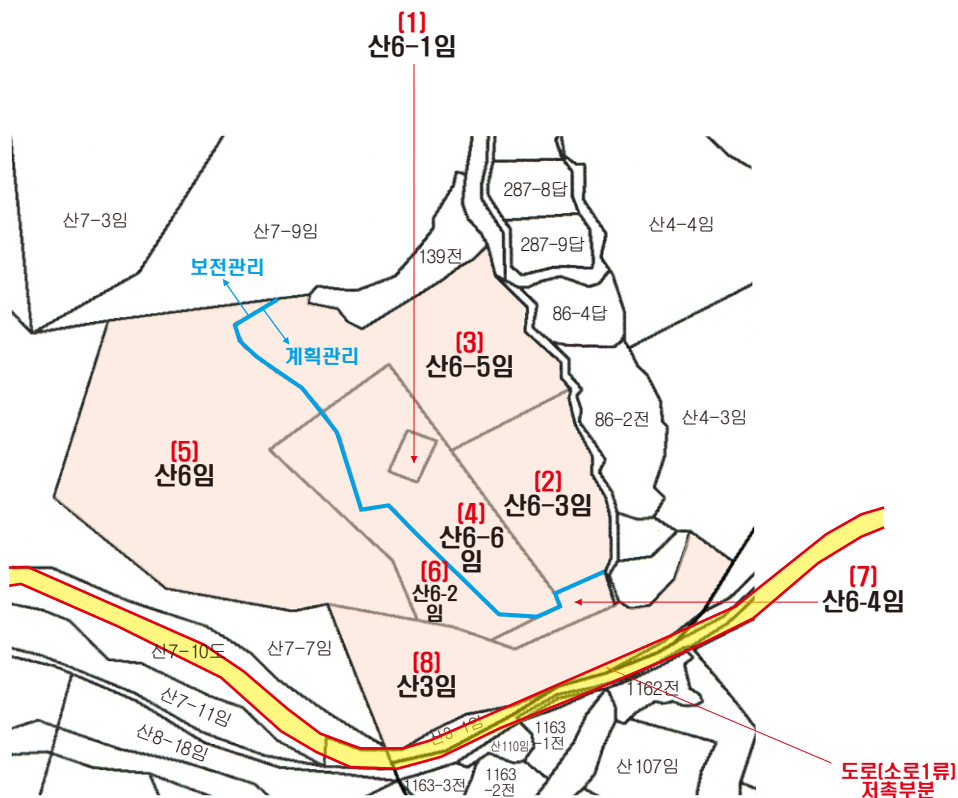 (1)
산6-1임
287-8답
산7-3임
산7-9임
산4-4임
287-9답
139전
보전관리
86-4답
(3)
계획관리
산6-5임
86-2전
산4-3임
(5)
산6임
(2)
산6-3임
(4)
산6-6
임
(6)
산6-2
임
(7)
산6-4임
산7-10도
산7-7임
(8)
산3임
1162전
산7-11임
산3-1임
1163
-1전
산8-18임
산110임
산107임
1163-3전
1163
-2전
도로(소로1류)
저촉부분